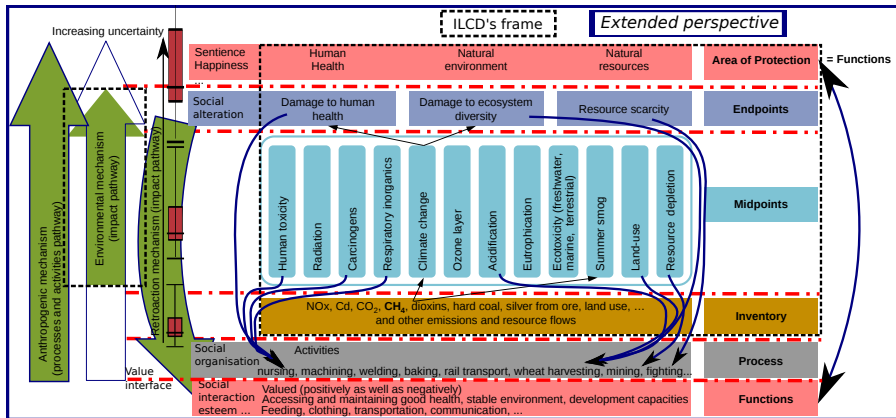 ILCD's frame
Extended perspective
Increasing uncertainty
Sentence
Happiness
...
Human
Health
Natural
environment
Natural
resources
Area of Protection
= Functions
Social
alteration
Damage to human
health
Damage to ecosystem
diversity
Resource scarcity
Endpoints
Anthropogenic mechanism
(processes and activities pathway)
Environmental mechanism
(impact pathway)
Retroaction mechanism (impact pathway)
Human toxicity
Radiation
Carcinogens
Respiratory inorganics
Climate change
Ozone layer
Acidification
Eutrophication
Ecotoxicity (freshwater,
marine, terrestrial)
Summer smog
Land-use
Resource depletion
Midpoints
NOx, Cd, CO2, CH4, dioxins, hard coal, silver from ore, land use, ...
and other emissions and resource flows
Inventory
Social
organisation
Activities
nursing, machining, welding, baking, rail transport, wheat harvesting, mining, fighting...
Process
Value
interface
Social
interaction
esteem ...
Valued (positively as well as negatively)
Accessing and maintaining good health, stable environment, development capacities
Feeding, clothing, transportation, communication, ...
Functions